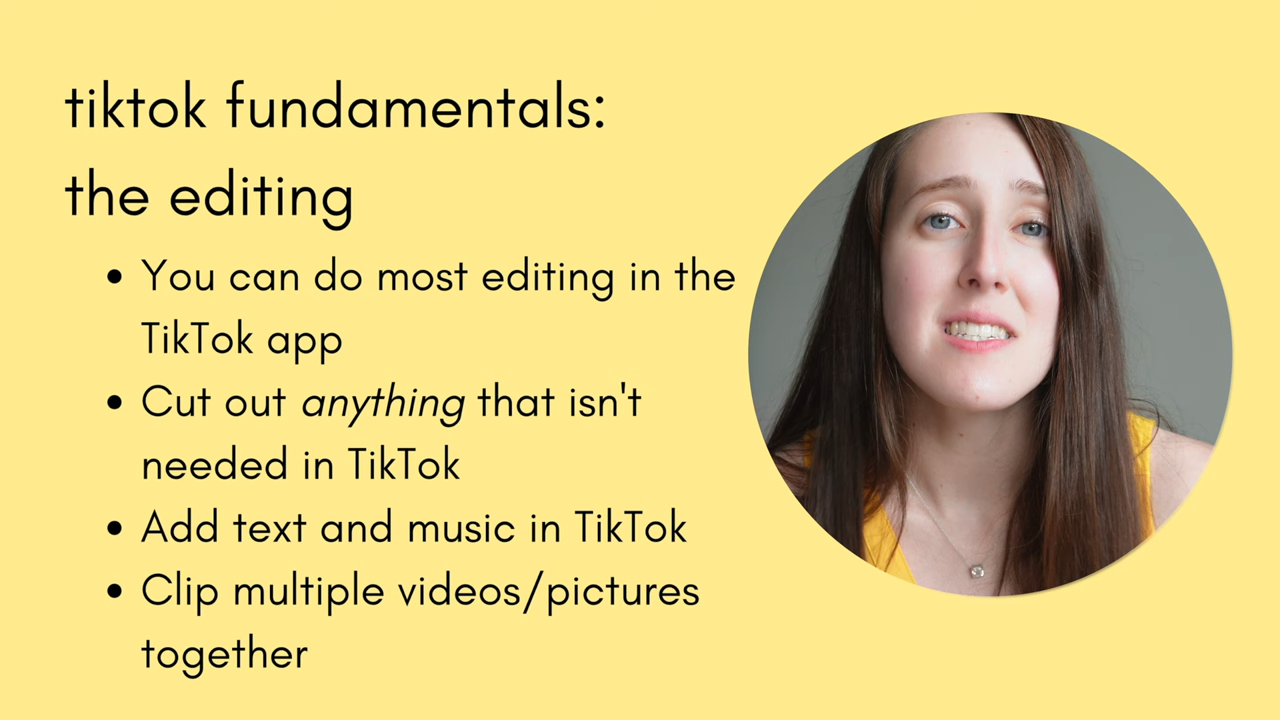 tiktok fundamentals:
the editing
• You can do most editing in the
TikTok app
• Cut out anything that isn't
needed in TikTok
• Add text and music in TikTok
• Clip multiple videos/pictures
together